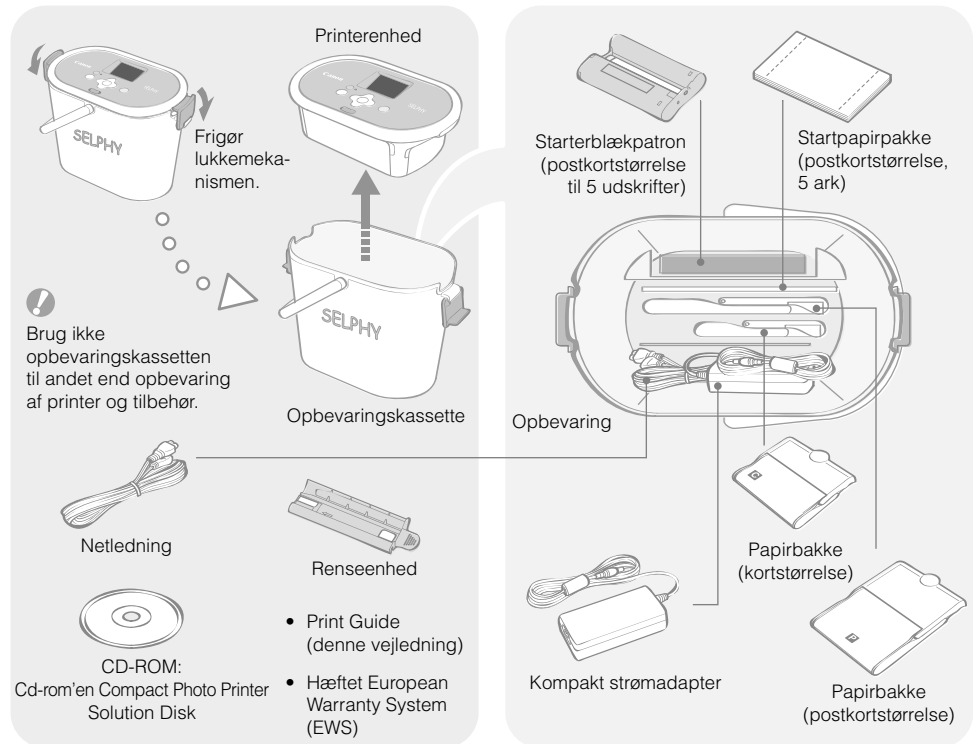 Printerenhed
Canon
SELPHY
Frigør
lukkemeka-
nismen.
Canon
SELPHY
Brug ikke
opbevaringskassetten
til andet end opbevaring
af printer og tilbehør.
Opbevaringskassette
Netledning
Renseenhed
CD-ROM:
Cd-rom'en Compact Photo Printer
Solution Disk
• Print Guide
(denne vejledning)
• Hæftet European
Warranty System
(EWS)
Starterblækpatron
(postkortstørrelse
til 5 udskrifter)
Startpapirpakke
(postkortstørrelse,
5 ark)
Opbevaring
Papirbakke
(kortstørrelse)
Kompakt strømadapter
Papirbakke
(postkortstørrelse)